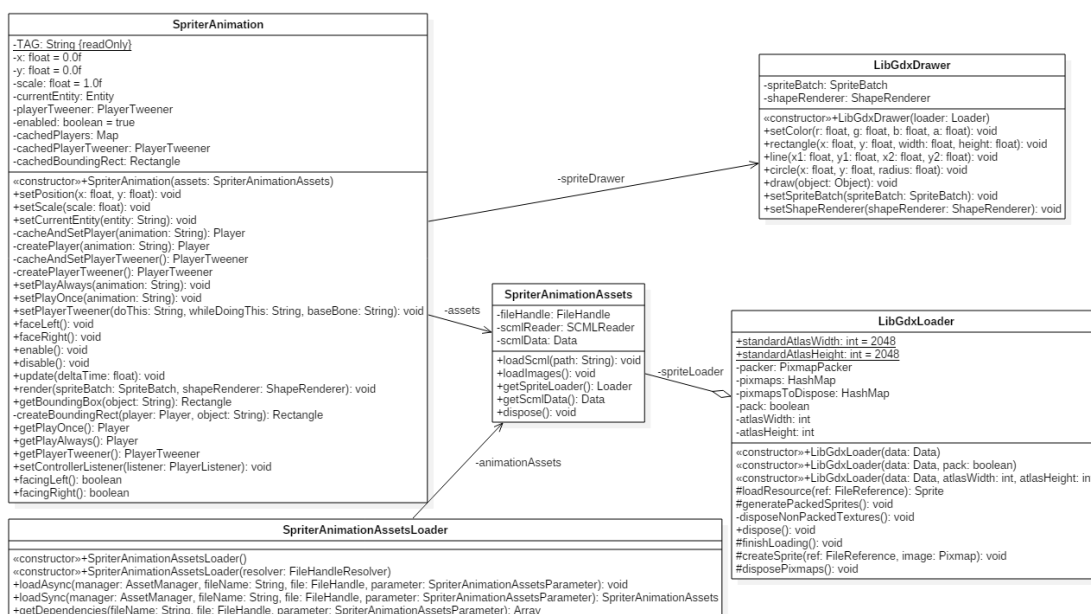 SpriterAnimation
-TAG: String {readOnly}
-x: float = 0.0f
-y: float = 0.0f
-scale: float = 1.0f
-currentEntity: Entity
-playerTweener: PlayerTweener
-enabled: boolean = true
-cachedPlayers: Map
-cachedPlayerTweener: PlayerTweener
-cachedBoundingRect: Rectangle
«constructor»+SpriterAnimation(assets: SpriterAnimationAssets)
+setPosition(x: float, y: float): void
+setScale(scale: float): void
+setCurrentEntity(entity: String): void
-cacheAndSetPlayer(animation: String): Player
-createPlayer(animation: String): Player
-cacheAndSetPlayerTweener(): PlayerTweener
-createPlayerTweener(): PlayerTweener
+setPlayAlways(animation: String): void
+setPlayOnce(animation: String): void
+setPlayerTweener(doThis: String, whileDoingThis: String, baseBone: String): void
+faceLeft(): void
+faceRight(): void
+enable(): void
+disable(): void
+update(deltaTime: float): void
+render(spriteBatch: SpriteBatch, shapeRenderer: ShapeRenderer): void
+getBoundingBox(object: String): Rectangle
-createBoundingRect(player: Player, object: String): Rectangle
+getPlayOnce(): Player
+getPlayAlways(): Player
+getPlayerTweener(): PlayerTweener
+setControllerListener(listener: PlayerListener): void
+facingLeft(): boolean
+facingRight(): boolean
-spriteDrawer
LibGdxDrawer
-spriteBatch: SpriteBatch
-shapeRenderer: ShapeRenderer
«constructor»+LibGdxDrawer(loader: Loader)
+setColor(r: float, g: float, b: float, a: float): void
+rectangle(x: float, y: float, width: float, height: float): void
+line(x1: float, y1: float, x2: float, y2: float): void
+circle(x: float, y: float, radius: float): void
+draw(object: Object): void
+setSpriteBatch(spriteBatch: SpriteBatch): void
+setShapeRenderer(shapeRenderer: ShapeRenderer): void
-assets
SpriterAnimationAssets
-fileHandle: FileHandle
-scmlReader: SCMLReader
-scmlData: Data
+loadScml(path: String): void
+loadImages(): void
+getSpriteLoader(): Loader
+getScmlData(): Data
+dispose(): void
-spriteLoader
LibGdxLoader
+standardAtlasWidth: int = 2048
+standardAtlasHeight: int = 2048
-packer: PixmapPacker
-pixmaps: HashMap
-pixmapsToDispose: HashMap
-pack: boolean
-atlasWidth: int
-atlasHeight: int
«constructor»+LibGdxLoader(data: Data)
«constructor»+LibGdxLoader(data: Data, pack: boolean)
«constructor»+LibGdxLoader(data: Data, atlasWidth: int, atlasHeight: in
#loadResource(ref: FileReference): Sprite
#generatePackedSprites(): void
-disposeNonPackedTextures(): void
+dispose(): void
#finishLoading(): void
#createSprite(ref: FileReference, image: Pixmap): void
#disposePixmaps(): void
-animationAssets
SpriterAnimationAssetsLoader
«constructor»+SpriterAnimationAssetsLoader()
«constructor»+SpriterAnimationAssetsLoader(resolver: FileHandleResolver)
+loadAsync(manager: AssetManager, fileName: String, file: FileHandle, parameter: SpriterAnimationAssetsParameter): void
+loadSync(manager: AssetManager, fileName: String, file: FileHandle, parameter: SpriterAnimationAssetsParameter): SpriterAnimationAssets
+getDependencies(fileName: String, file: FileHandle, parameter: SpriterAnimationAssetsParameter): Array